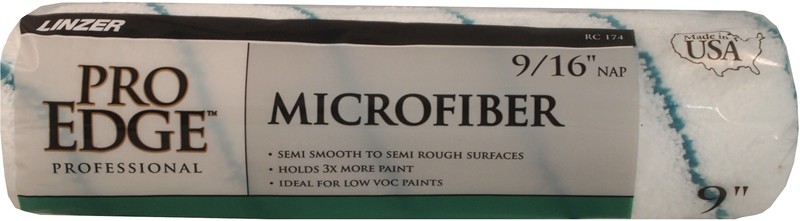 LINZER
RC 174
Made in
USA
9/16" NAP
PRO
EDGE™
PROFESSIONAL
MICROFIBER
• SEMI SMOOTH TO SEMI ROUGH SURFACES
• HOLDS 3X MORE PAINT
• IDEAL FOR LOW VOC PAINTS
9"